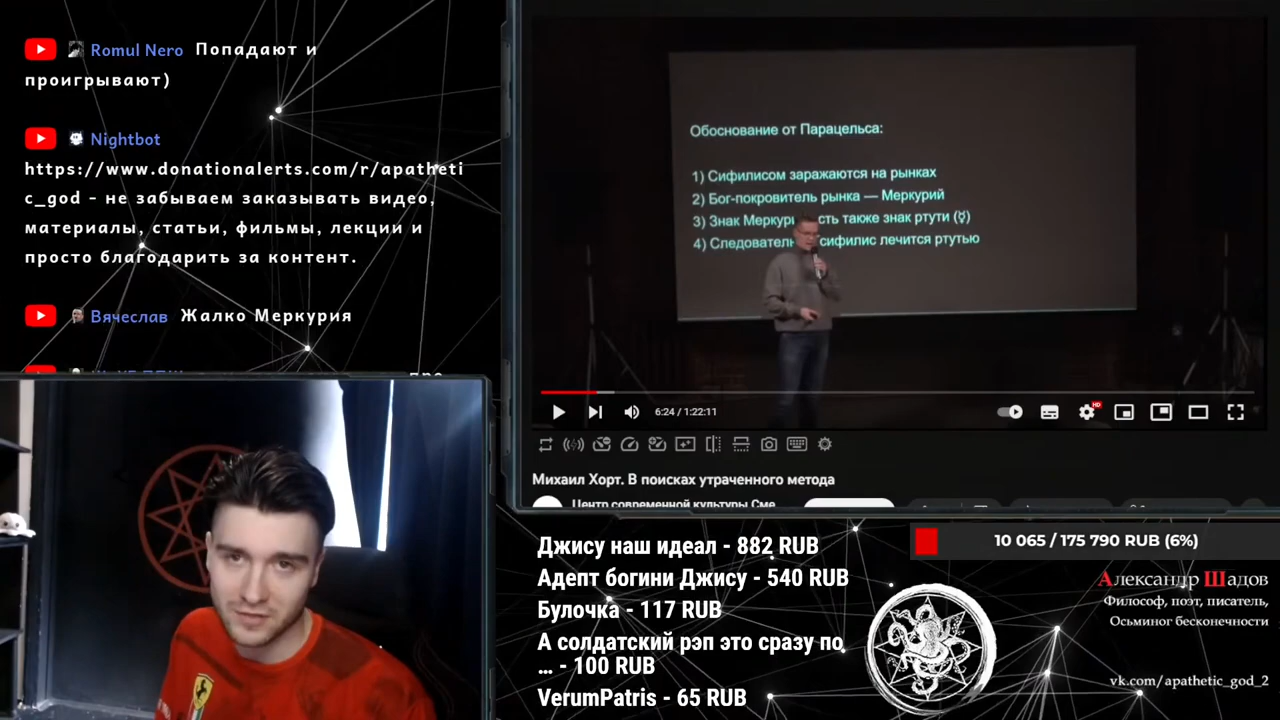 Romul Nero Попадают и
проигрывают)
Nightbot
https://www.donationalerts.com/r/apatheti
c_god - не забываем заказывать видео,
материалы, статьи, фильмы, лекции и
просто благодарить за контент.
Вячеслав Жалко Меркурия
Обоснование от Парацельса:
1) Сифилисом заражаются на рынках
2) Бог-покровитель рынка — Меркурий
3) Знак Меркури сть также знак ртути (☿)
4) Следователь сифилис лечится ртутью
6:24 / 1:22:11
HD
Михаил Хорт. В поисках утраченного метода
Центр современной культуры Сме
Джису наш идеал - 882 RUB
Адепт богини Джису - 540 RUB
Булочка - 117 RUB
А солдатский рэп это сразу по
... - 100 RUB
VerumPatris - 65 RUB
10 065 / 175 790 RUB (6%)
Александр Шадов
Философ, поэт, писатель,
Осьминог бесконечности
vk.com/apathetic_god_2